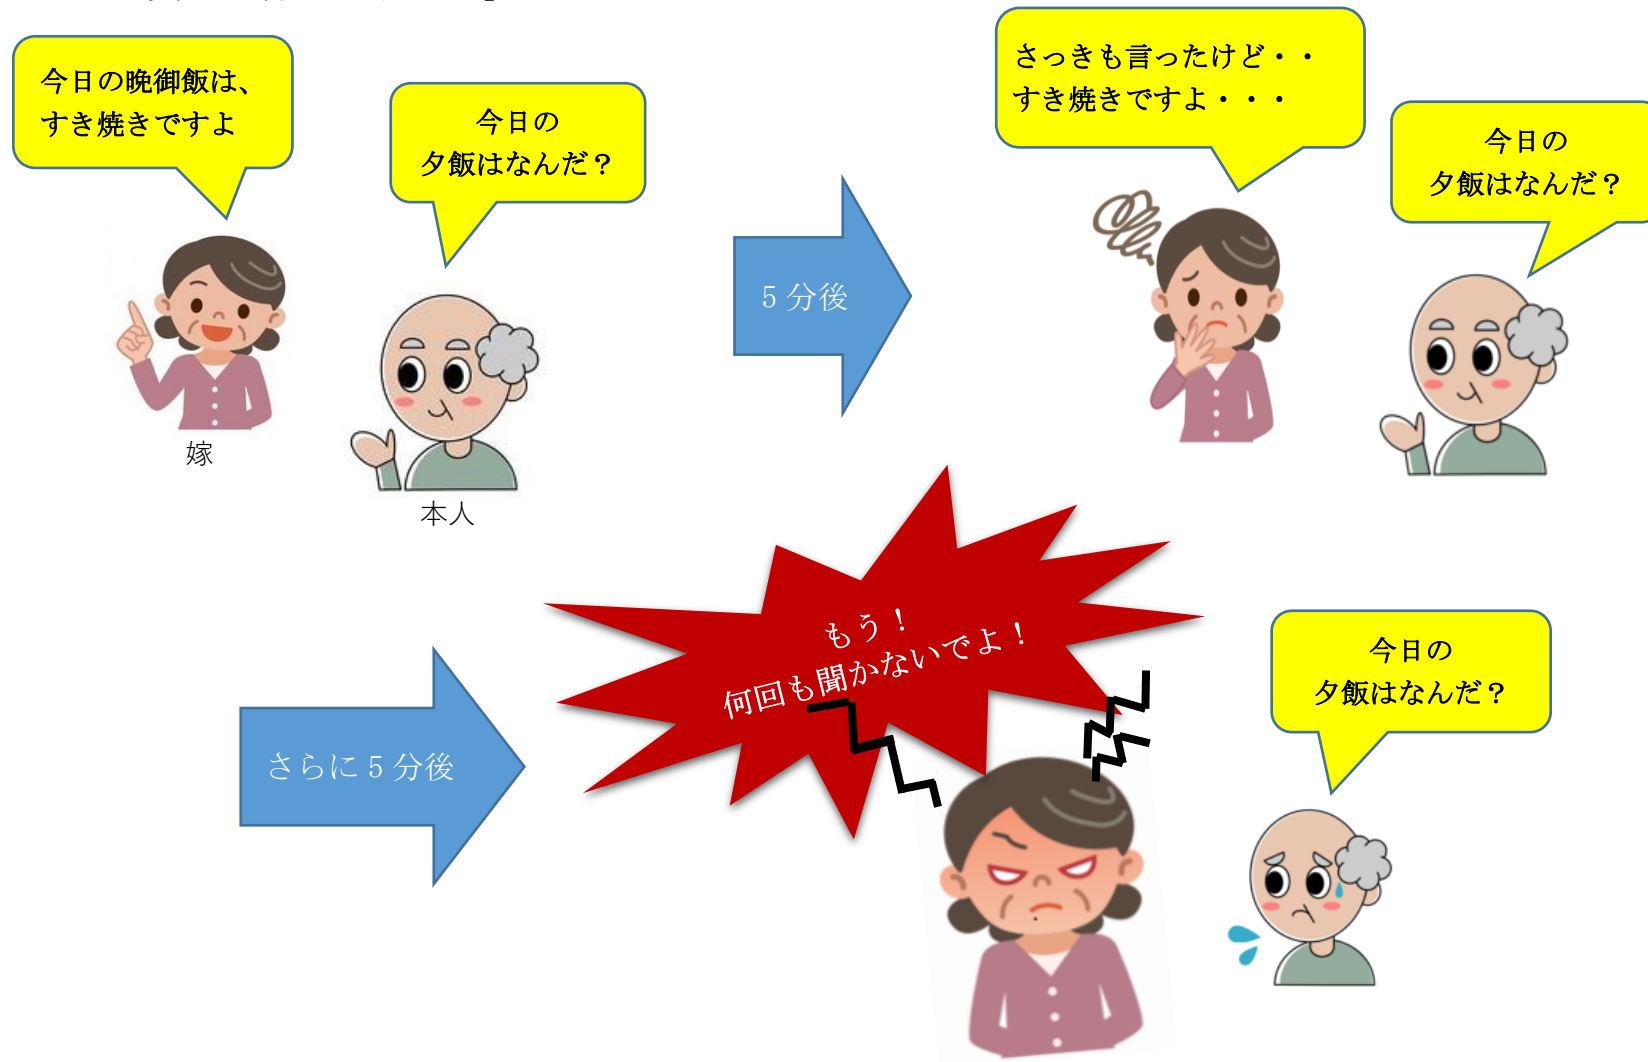 今日の晩御飯は、
すき焼きですよ
今日の
夕飯はなんだ？
嫁
本人
5 分後
さっきも言ったけど・・
すき焼きですよ・・・
今日の
夕飯はなんだ？
さらに 5 分後
もう！
何回も聞かないでよ！
今日の
夕飯はなんだ？